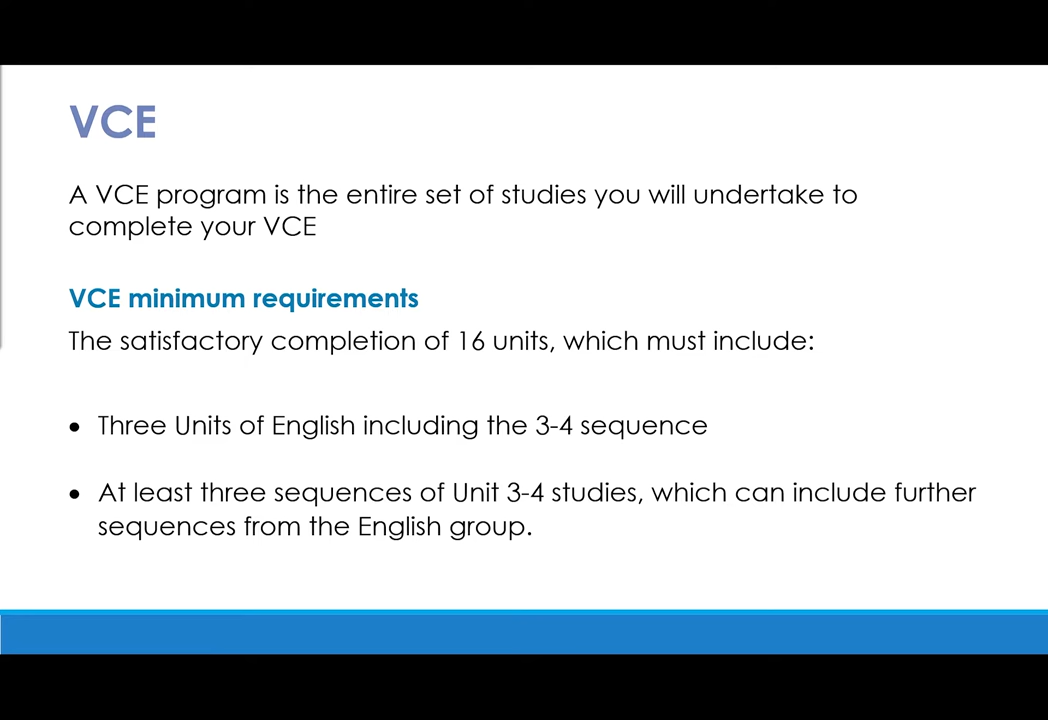 VCE
A VCE program is the entire set of studies you will undertake to
complete your VCE
VCE minimum requirements
The satisfactory completion of 16 units, which must include:
• Three Units of English including the 3-4 sequence
• At least three sequences of Unit 3-4 studies, which can include further
sequences from the English group.